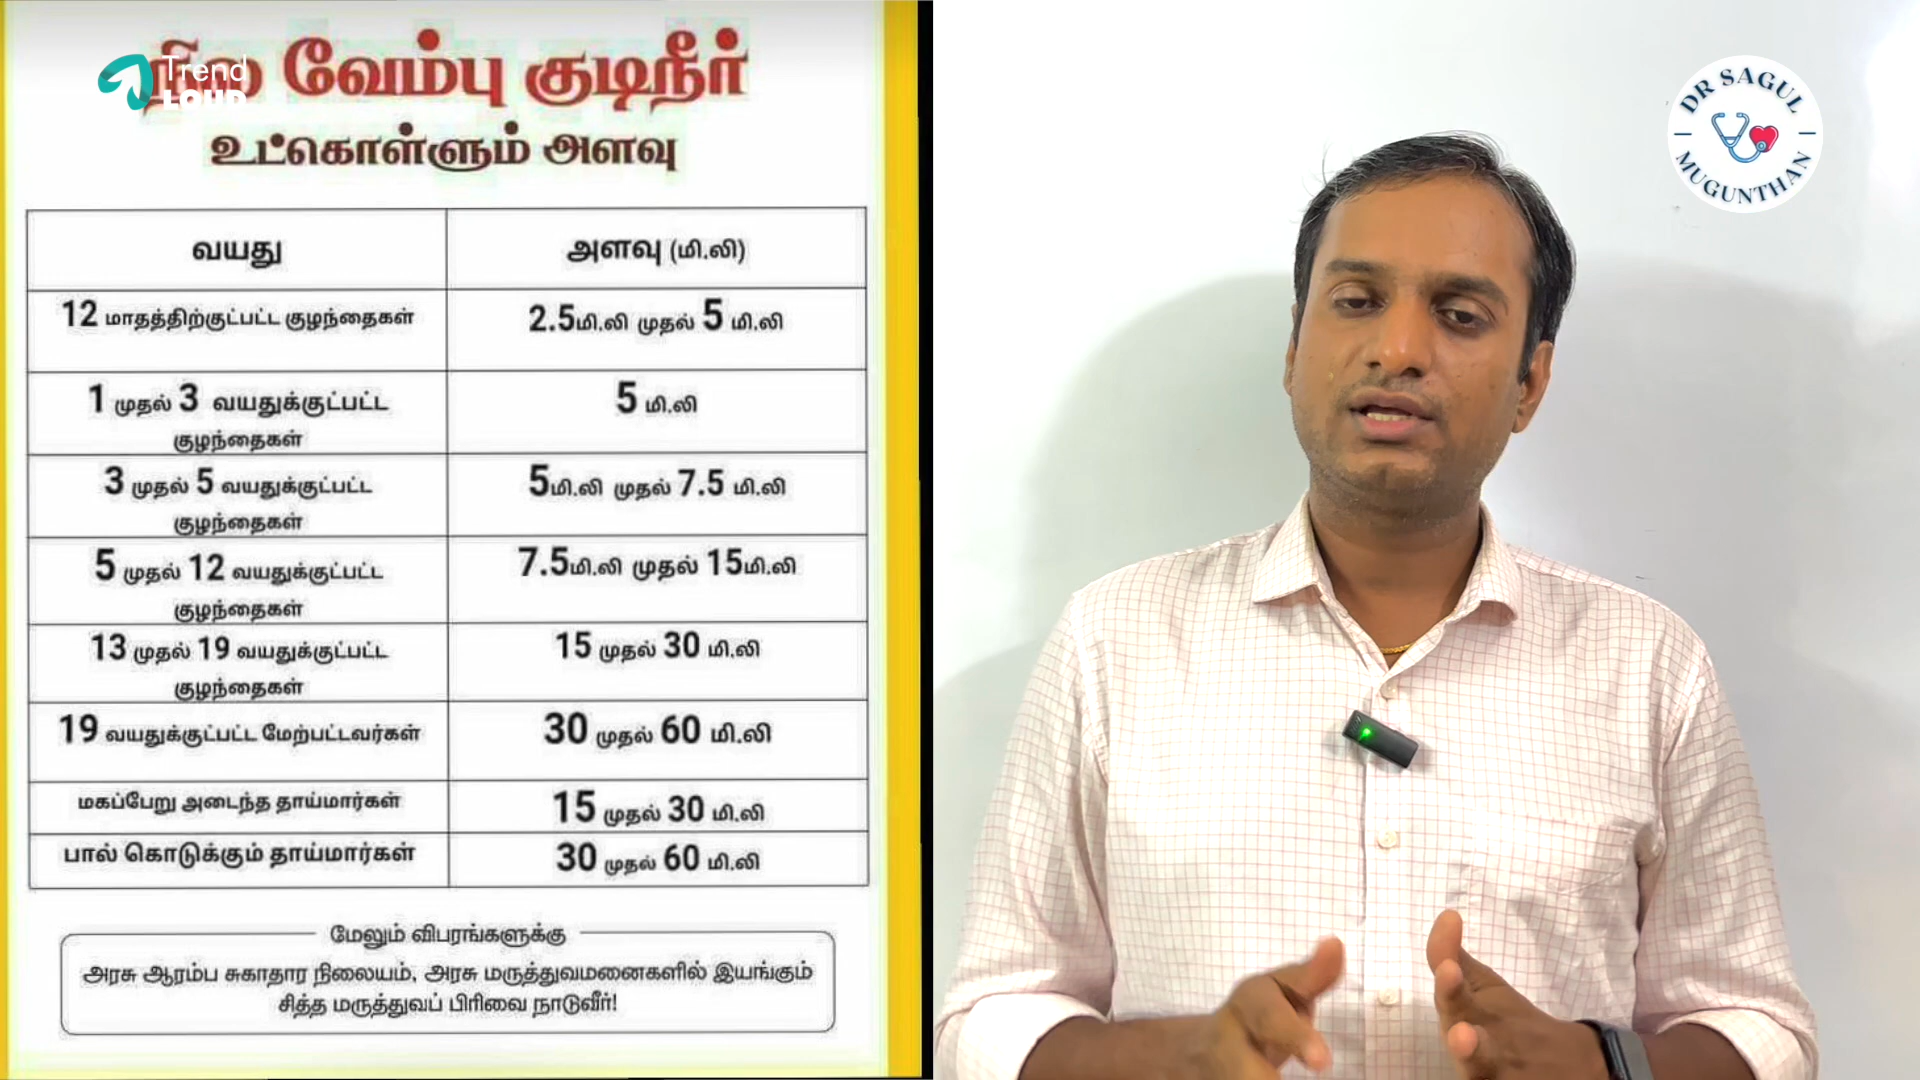 Trend
LOUD
நில வேம்பு குடிநீர்
உட்கொள்ளும் அளவு
வயது
அளவு (மி.லி)
12 மாதத்திற்குட்பட்ட குழந்தைகள்
2.5மி.லி முதல் 5 மி.லி
1 முதல் 3 வயதுக்குட்பட்ட
குழந்தைகள்
5 மி.லி
3 முதல் 5 வயதுக்குட்பட்ட
குழந்தைகள்
5மி.லி முதல் 7.5 மி.லி
5 முதல் 12 வயதுக்குட்பட்ட
குழந்தைகள்
7.5மி.லி முதல் 15மி.லி
13 முதல் 19 வயதுக்குட்பட்ட
குழந்தைகள்
15 முதல் 30 மி.லி
19 வயதுக்குட்பட்ட மேற்பட்டவர்கள்
30 முதல் 60 மி.லி
மகப்பேறு அடைந்த தாய்மார்கள்
15 முதல் 30 மி.லி
பால் கொடுக்கும் தாய்மார்கள்
30 முதல் 60 மி.லி
மேலும் விபரங்களுக்கு
அரசு ஆரம்ப சுகாதார நிலையம், அரசு மருத்துவமனைகளில் இயங்கும்
சித்த மருத்துவப் பிரிவை நாடுவீர்!
DR SAGUL
MUGUNTHAN